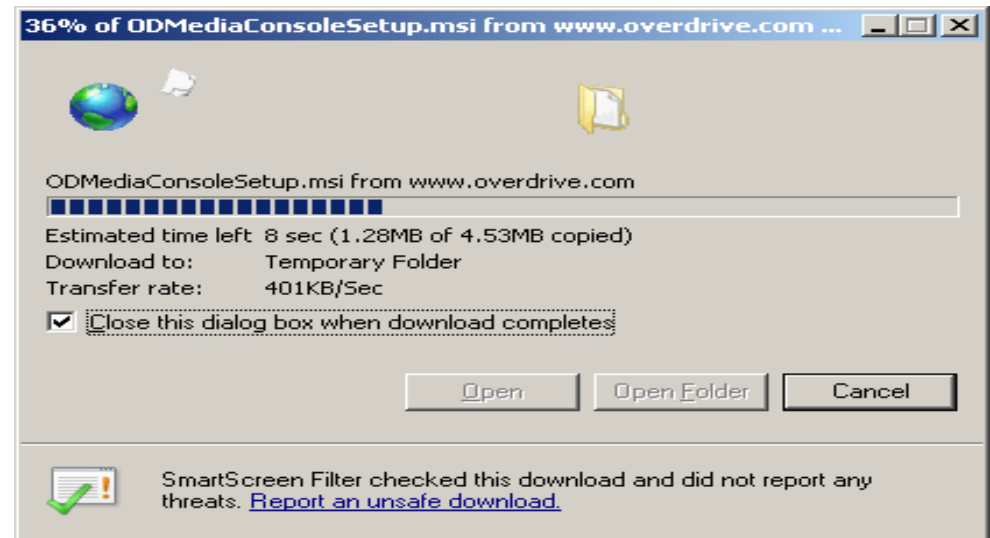 36% of ODMediaConsoleSetup.msi from www.overdrive.com ...
ODMediaConsoleSetup.msi from www.overdrive.com
Estimated time left 8 sec (1.28MB of 4.53MB copied)
Download to: Temporary Folder
Transfer rate: 401KB/Sec
Close this dialog box when download completes
Open Open Folder Cancel
SmartScreen Filter checked this download and did not report any
threats. Report an unsafe download.